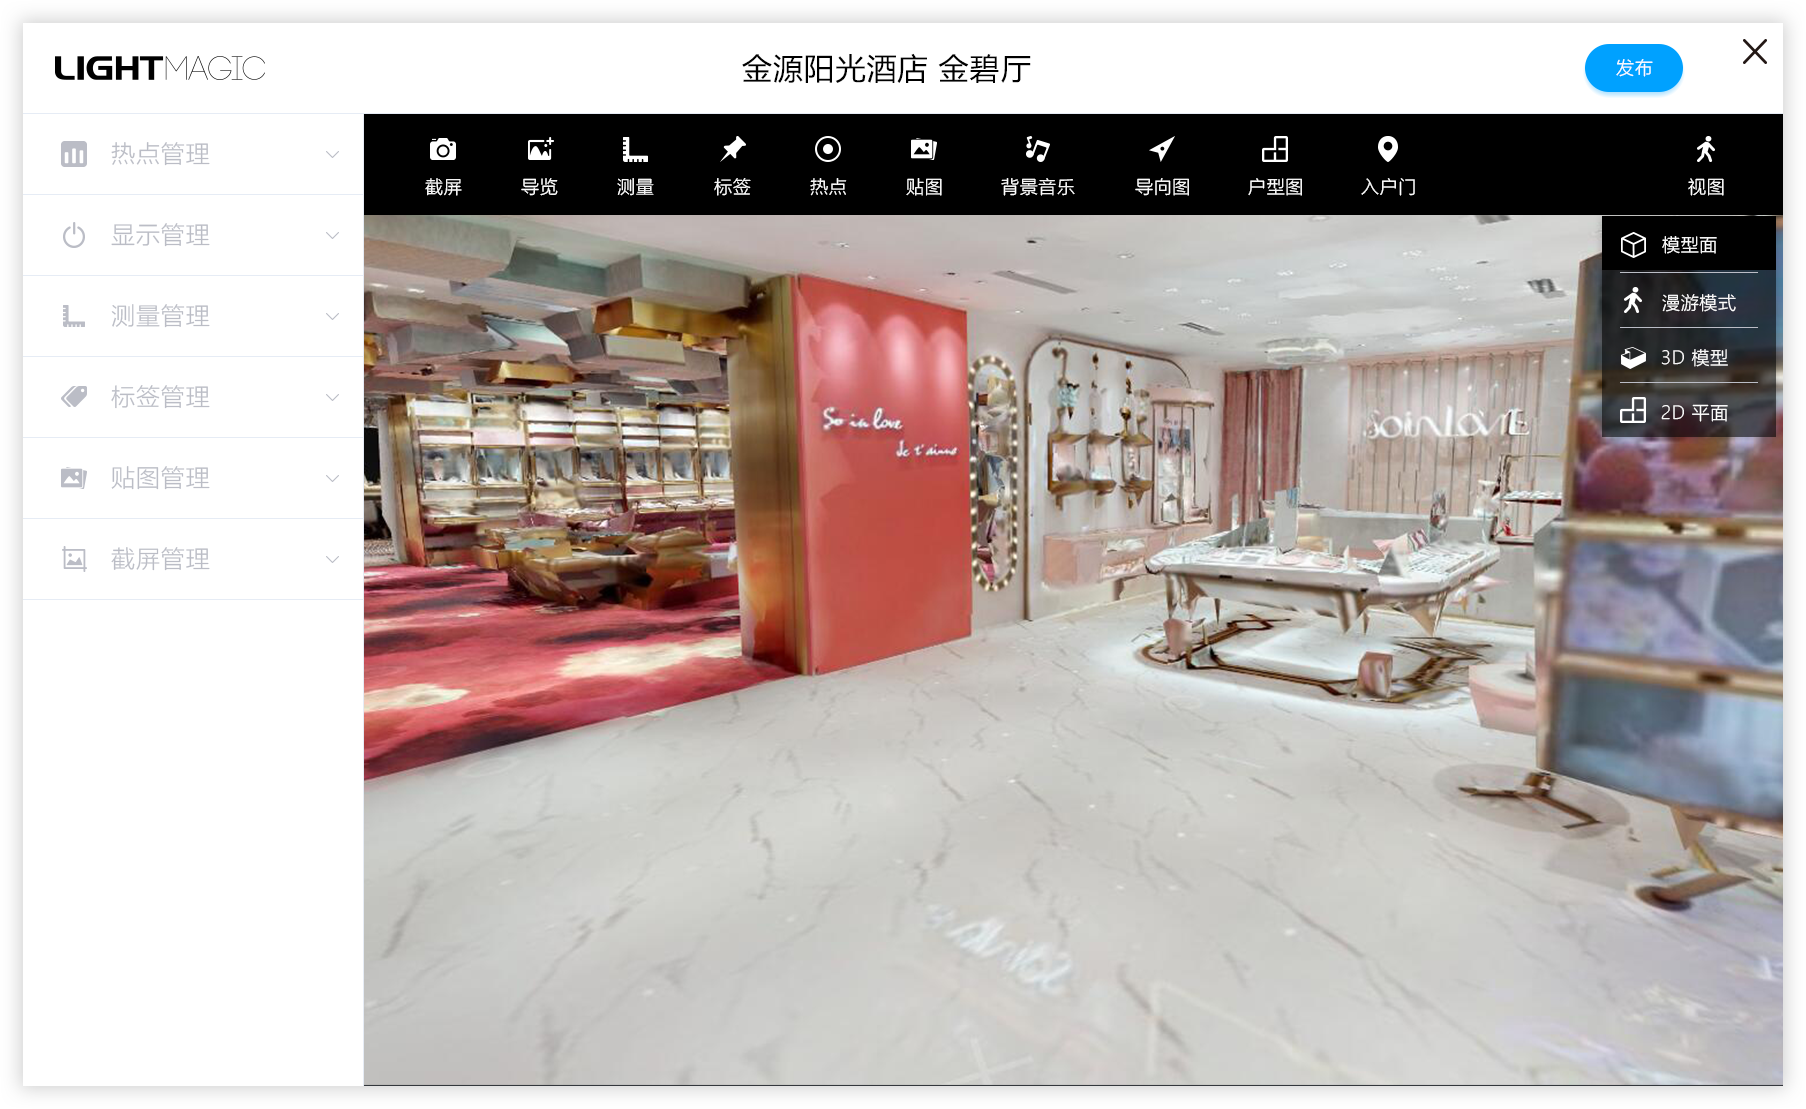 LIGHTMAGIC
金源阳光酒店 金碧厅
发布
热点管理
显示管理
测量管理
标签管理
贴图管理
截屏管理
截屏
导览
测量
标签
热点
贴图
背景音乐
导向图
户型图
入户门
视图
模型面
漫游模式
3D 模型
2D 平面
So in love
Je t'aime
SoinLOVE